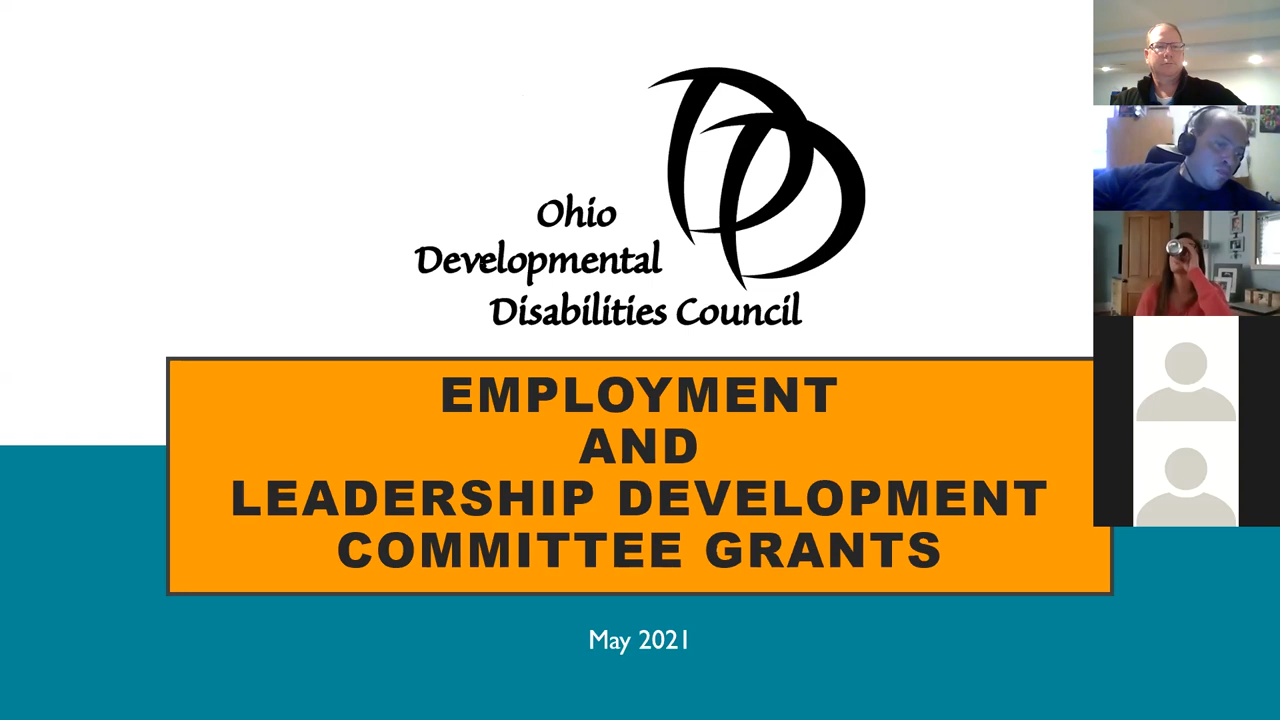 Ohio
Developmental
Disabilities Council
EMPLOYMENT
AND
LEADERSHIP DEVELOPMENT
COMMITTEE GRANTS
May 2021